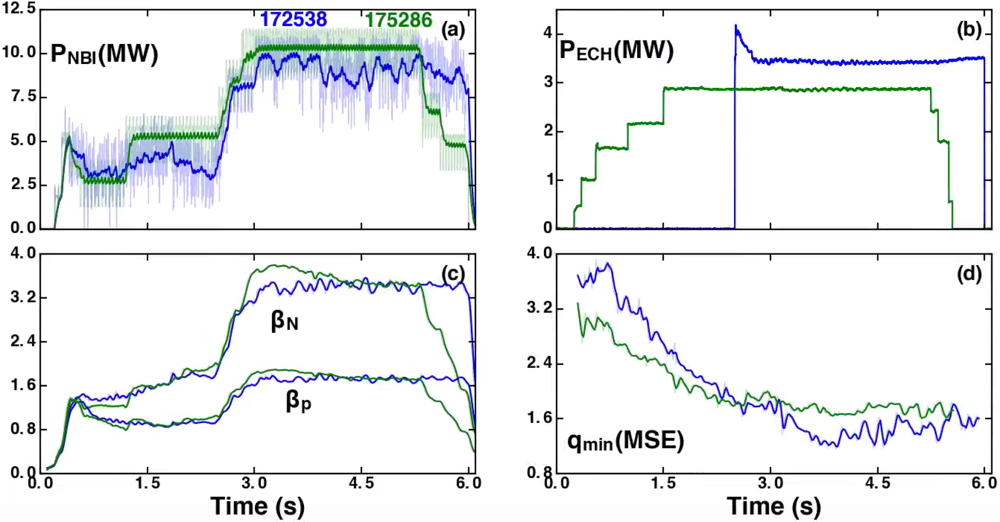 12.5
10.0
7.5
5.0
2.5
0.0
172538 175286 (a)
PNBI(MW)
4
3
2
1
0
(b)
PECH(MW)
4.0
3.2
2.4
1.6
0.8
0.0
(c)
βN
βp
0.0 1.5 3.0 4.5 6.0
Time (s)
4.0
3.2
2.4
1.6
0.8
(d)
qmin(MSE)
0.0 1.5 3.0 4.5 6.0
Time (s)